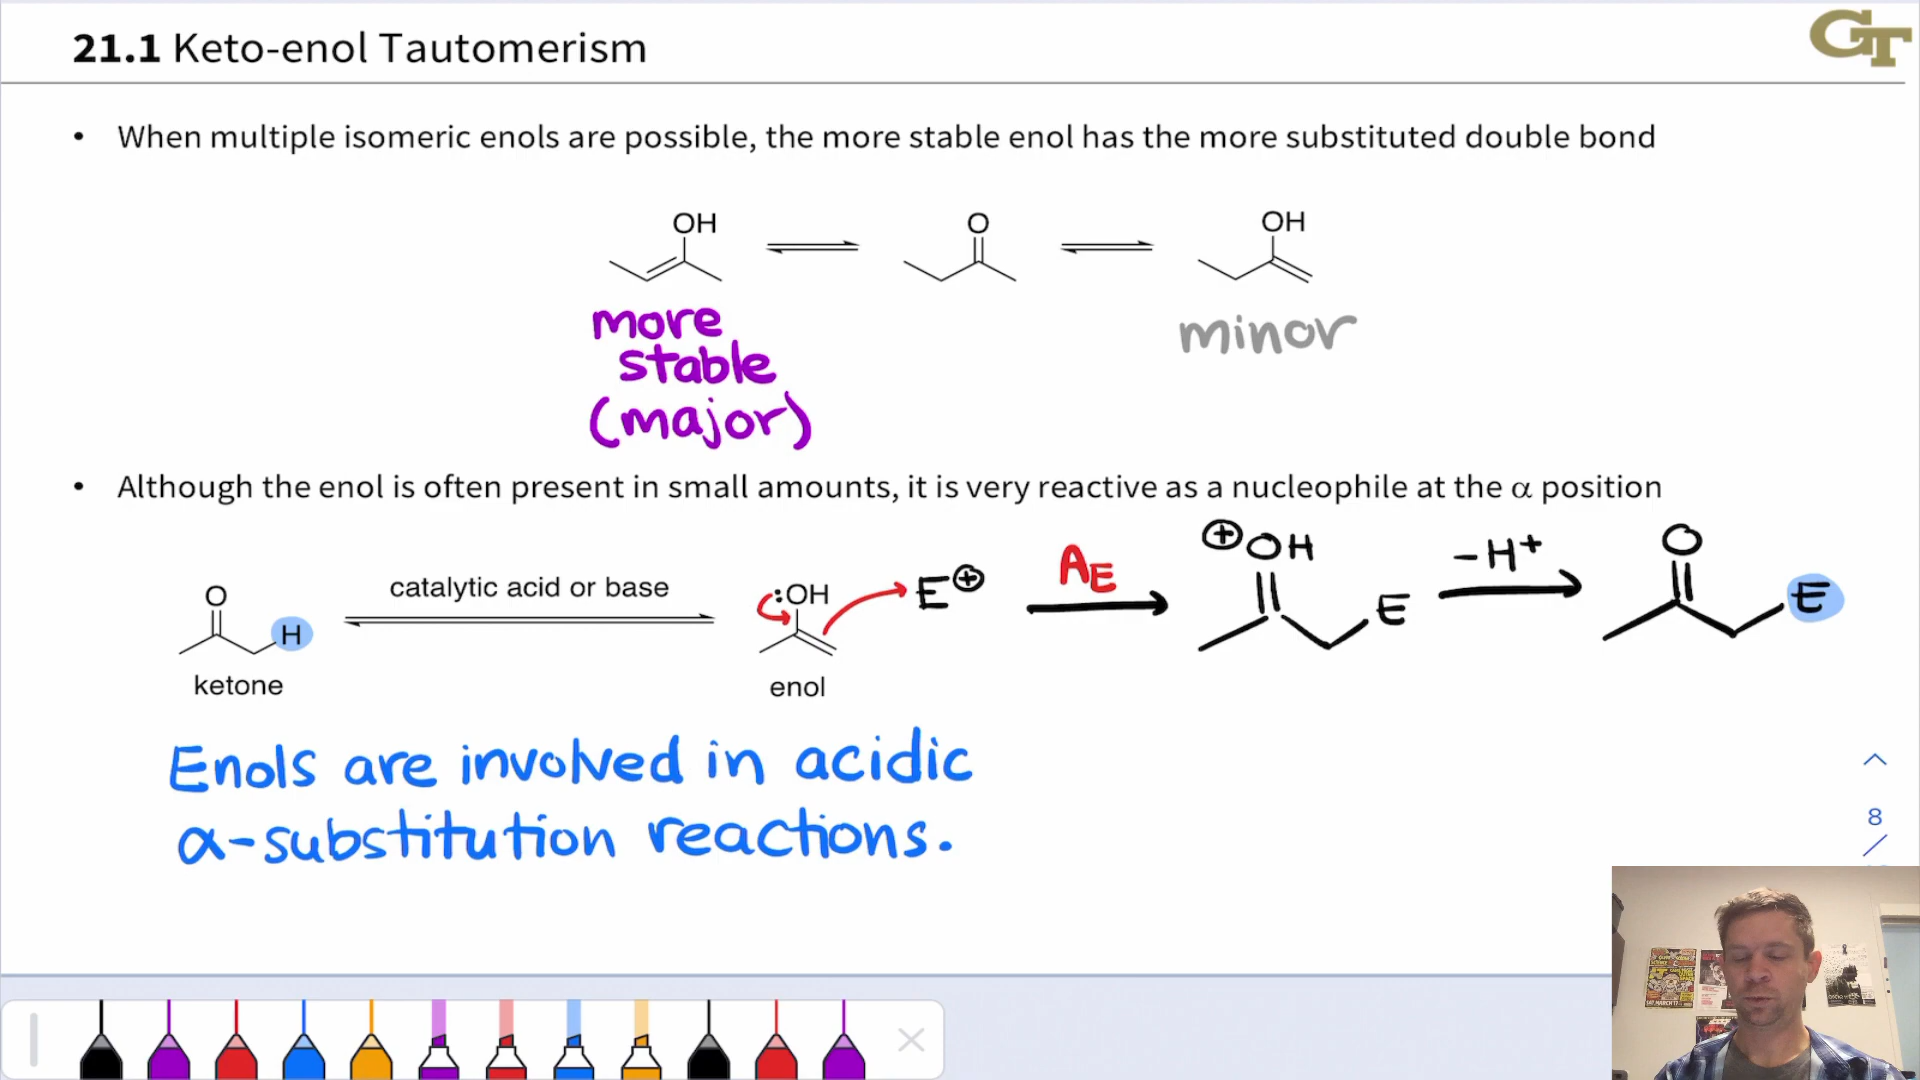 21.1 Keto-enol Tautomerism
GT
• When multiple isomeric enols are possible, the more stable enol has the more substituted double bond
OH O OH
more
stable
(major)
minor
• Although the enol is often present in small amounts, it is very reactive as a nucleophile at the α position
O
H
ketone
catalytic acid or base
:OH
enol
E⊕
AE
⊕OH
E
-H+
O
E
Enols are involved in acidic
α-substitution reactions.
8
/